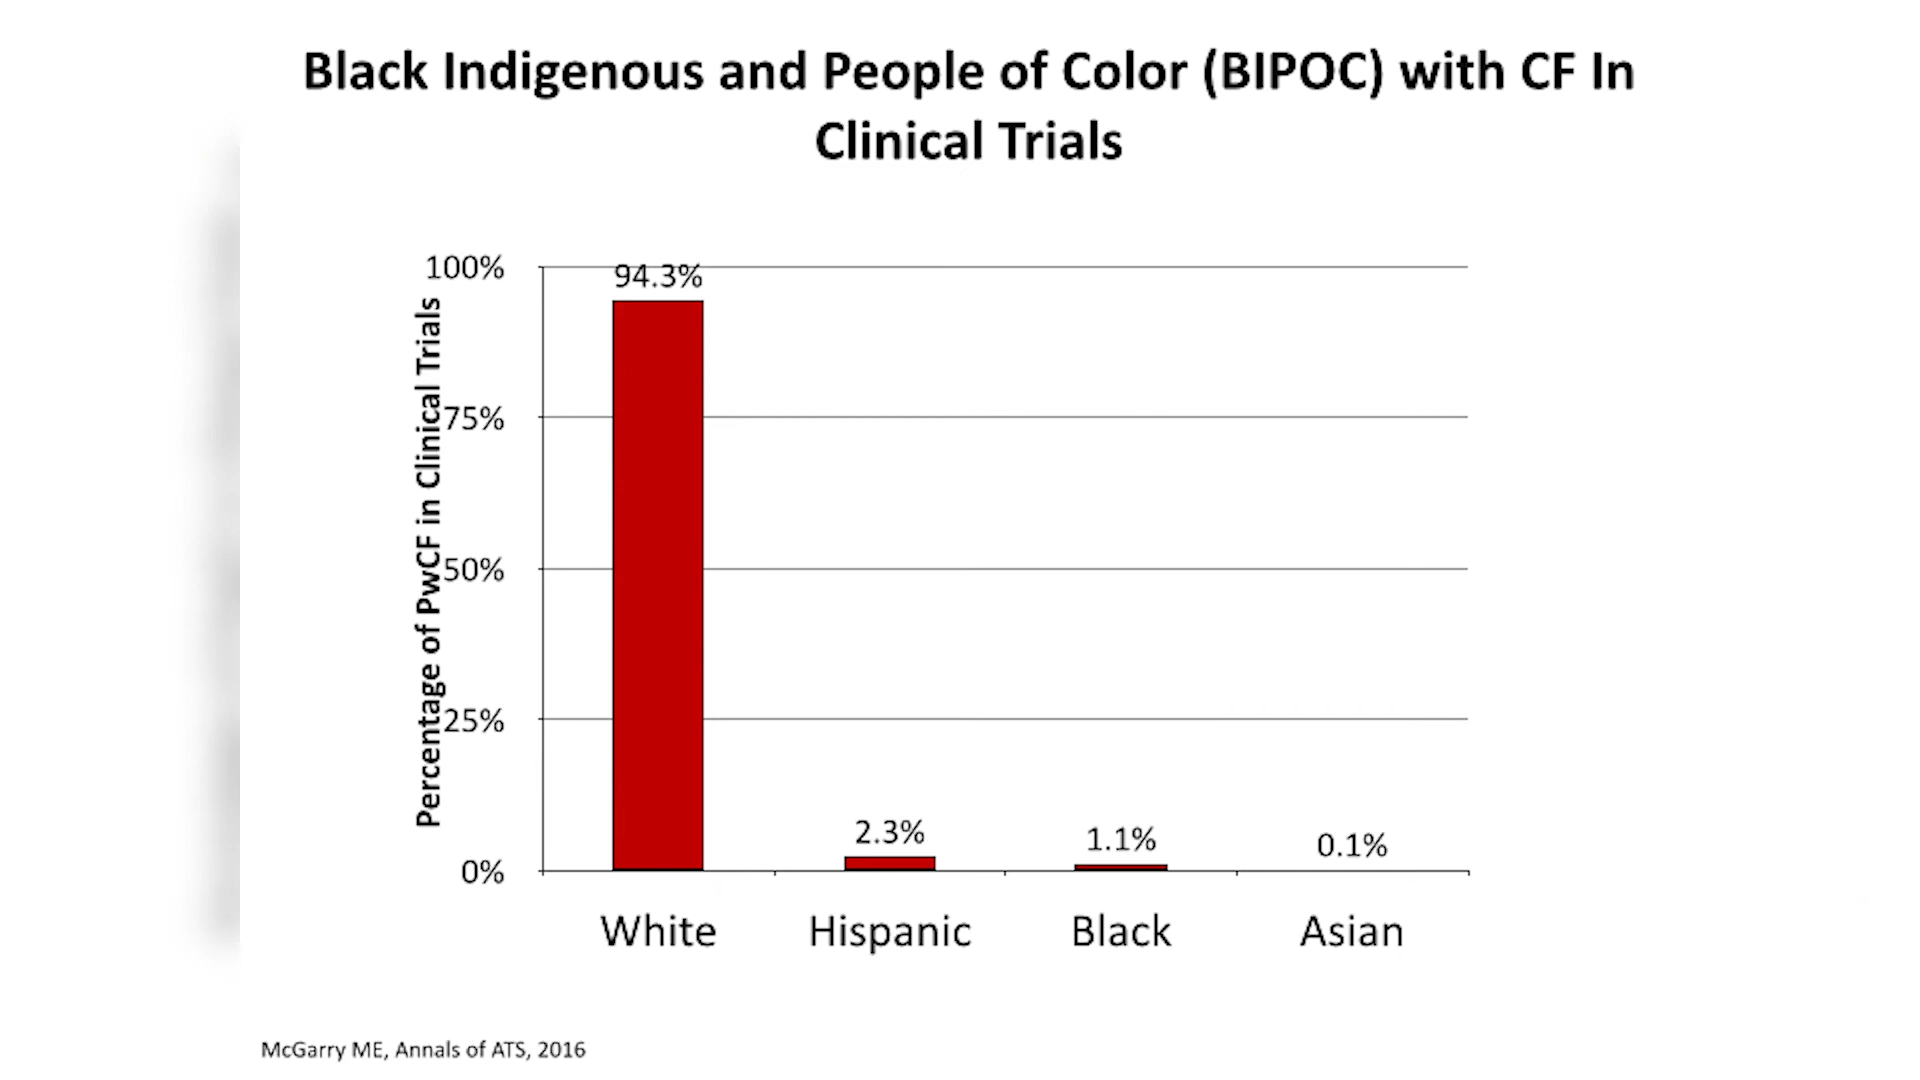 Black Indigenous and People of Color (BIPOC) with CF In
Clinical Trials
Percentage of PwCF in Clinical Trials
100%
75%
50%
25%
0%
94.3%
2.3%
1.1%
0.1%
White
Hispanic
Black
Asian
McGarry ME, Annals of ATS, 2016